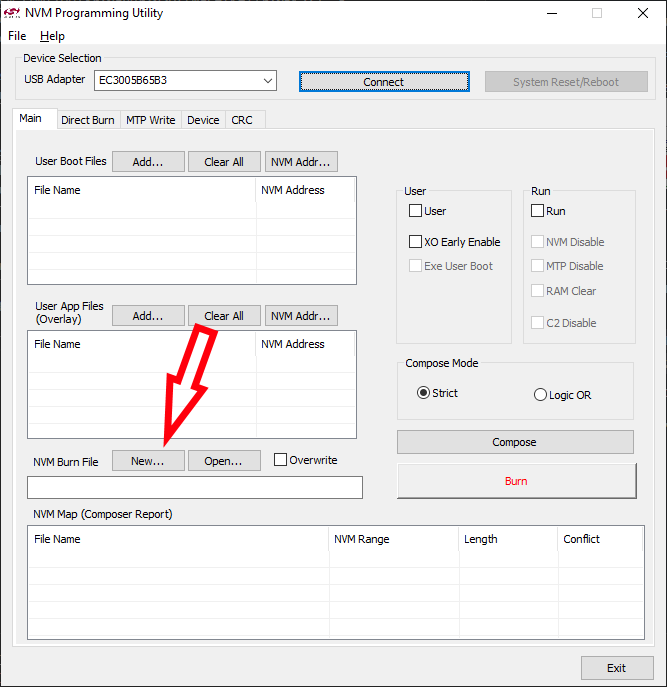 NVM Programming Utility
File Help
Device Selection
USB Adapter EC3005B65B3 Connect System Reset/Reboot
Main Direct Burn MTP Write Device CRC
User Boot Files Add... Clear All NVM Addr...
File Name NVM Address
User App Files
(Overlay) Add... Clear All NVM Addr...
File Name NVM Address
NVM Burn File New... Open... Overwrite
User
User
XO Early Enable
Exe User Boot
Run
Run
NVM Disable
MTP Disable
RAM Clear
C2 Disable
Compose Mode
Strict Logic OR
Compose
Burn
NVM Map (Composer Report)
File Name NVM Range Length Conflict
Exit